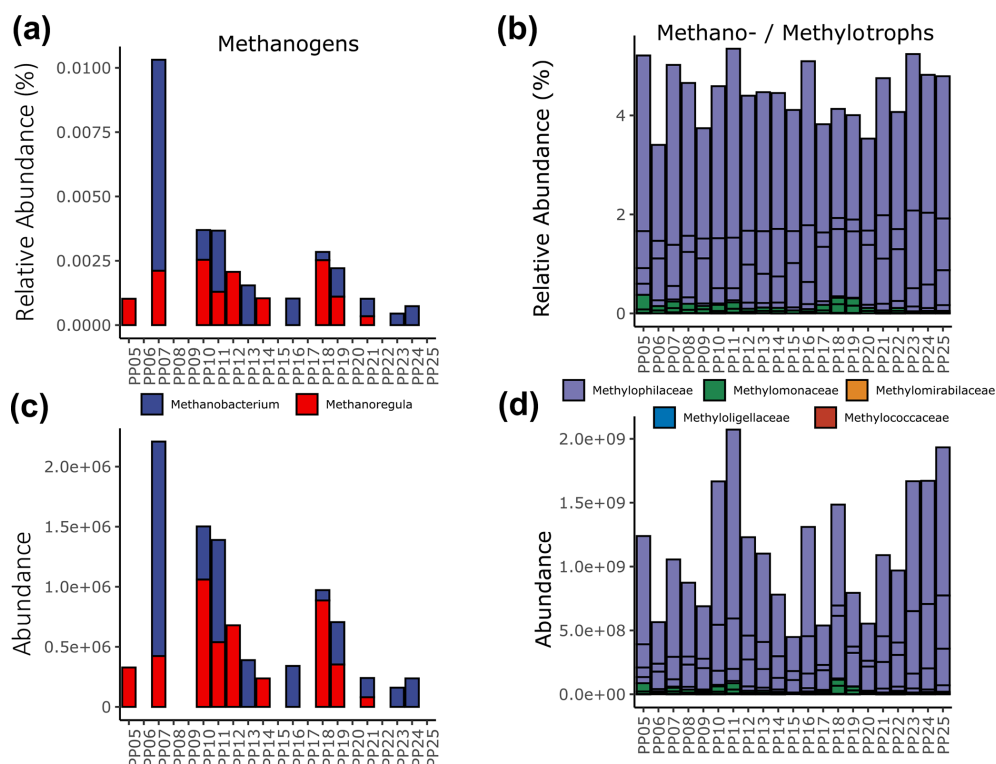 (a)
Methanogens
Relative Abundance (%)
0.0100
0.0075
0.0050
0.0025
0.0000
PP05 PP06 PP07 PP08 PP09 PP10 PP11 PP12 PP13 PP14 PP15 PP16 PP17 PP18 PP19 PP20 PP21 PP22 PP23 PP24 PP25
(b)
Methano- / Methylotrophs
Relative Abundance (%)
4
2
0
PP05 PP06 PP07 PP08 PP09 PP10 PP11 PP12 PP13 PP14 PP15 PP16 PP17 PP18 PP19 PP20 PP21 PP22 PP23 PP24 PP25
Methanobacterium Methanoregula
Methylophilaceae Methylomonaceae Methylomirabilaceae
Methyloligellaceae Methylococcaceae
(c)
Abundance
2.0e+06
1.5e+06
1.0e+06
0.5e+06
0
PP05 PP06 PP07 PP08 PP09 PP10 PP11 PP12 PP13 PP14 PP15 PP16 PP17 PP18 PP19 PP20 PP21 PP22 PP23 PP24 PP25
(d)
Abundance
2.0e+09
1.5e+09
1.0e+09
5.0e+08
0.0e+00
PP05 PP06 PP07 PP08 PP09 PP10 PP11 PP12 PP13 PP14 PP15 PP16 PP17 PP18 PP19 PP20 PP21 PP22 PP23 PP24 PP25